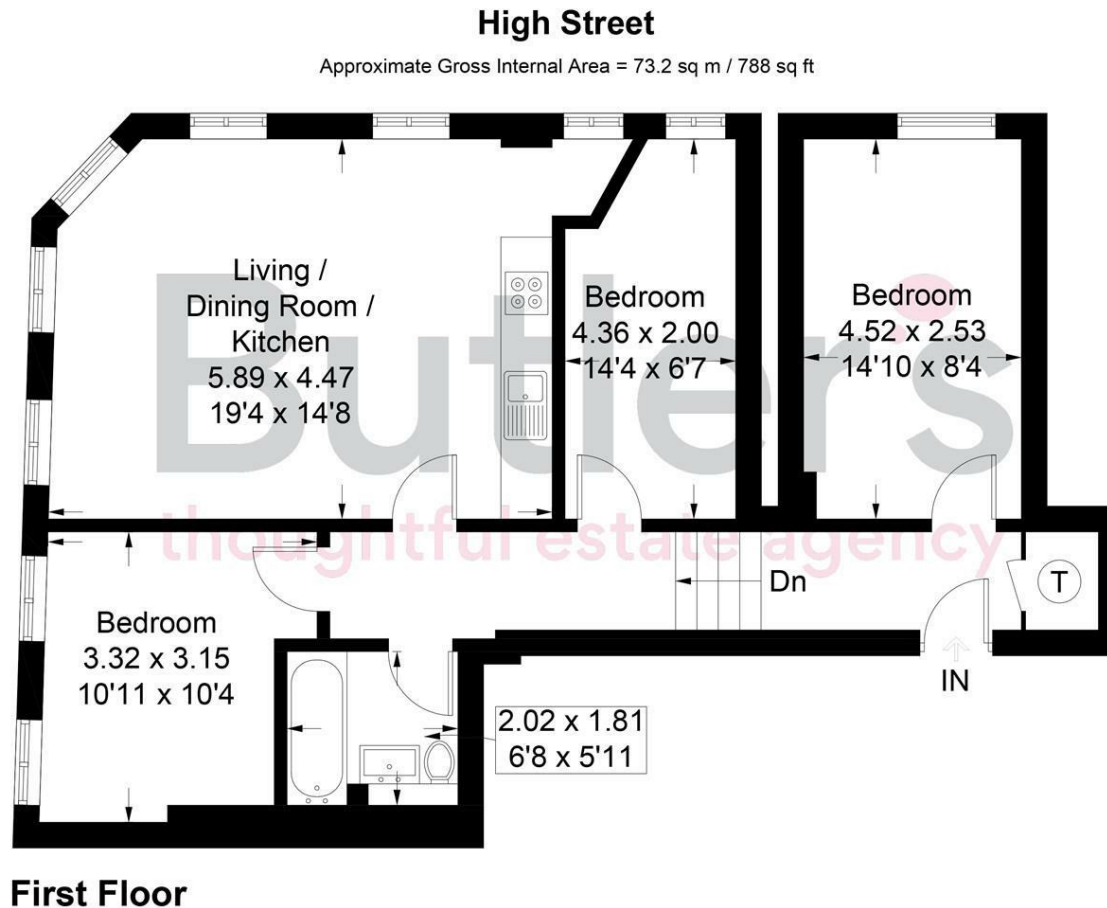 High Street
Approximate Gross Internal Area = 73.2 sq m / 788 sq ft
Living /
Dining Room /
Kitchen
5.89 x 4.47
19'4 x 14'8
Bedroom
4.36 x 2.00
14'4 x 6'7
Bedroom
4.52 x 2.53
14'10 x 8'4
Butler's
thoughtful estate agency
Dn
T
Bedroom
3.32 x 3.15
10'11 x 10'4
IN
2.02 x 1.81
6'8 x 5'11
First Floor